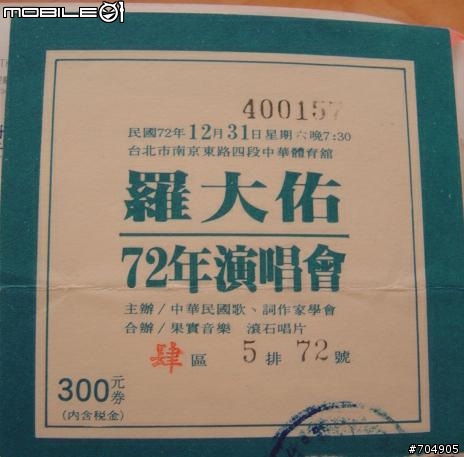 MOBILE01
400157
民國72年12月31日星期六晚7:30
台北市南京東路四段中華體育館
羅大佑
72年演唱會
主辦/中華民國歌、詞作家學會
合辦/果實音樂 滾石唱片
肆區 5排 72號
300元券
(內含稅金)
#704905